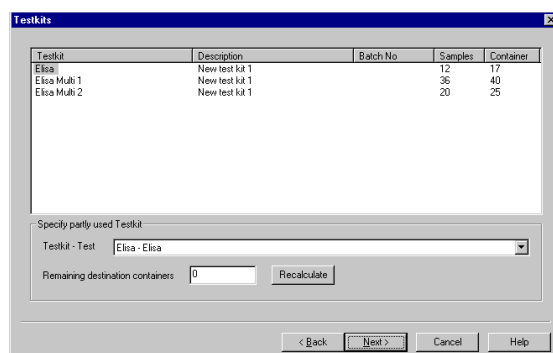 Testkits
Testkit Description Batch No Samples Container
Elisa New test kit 1 12 17
Elisa Multi 1 New test kit 1 36 40
Elisa Multi 2 New test kit 1 20 25
Specify partly used Testkit
Testkit - Test Elisa - Elisa
Remaining destination containers 0 Recalculate
< Back Next > Cancel Help